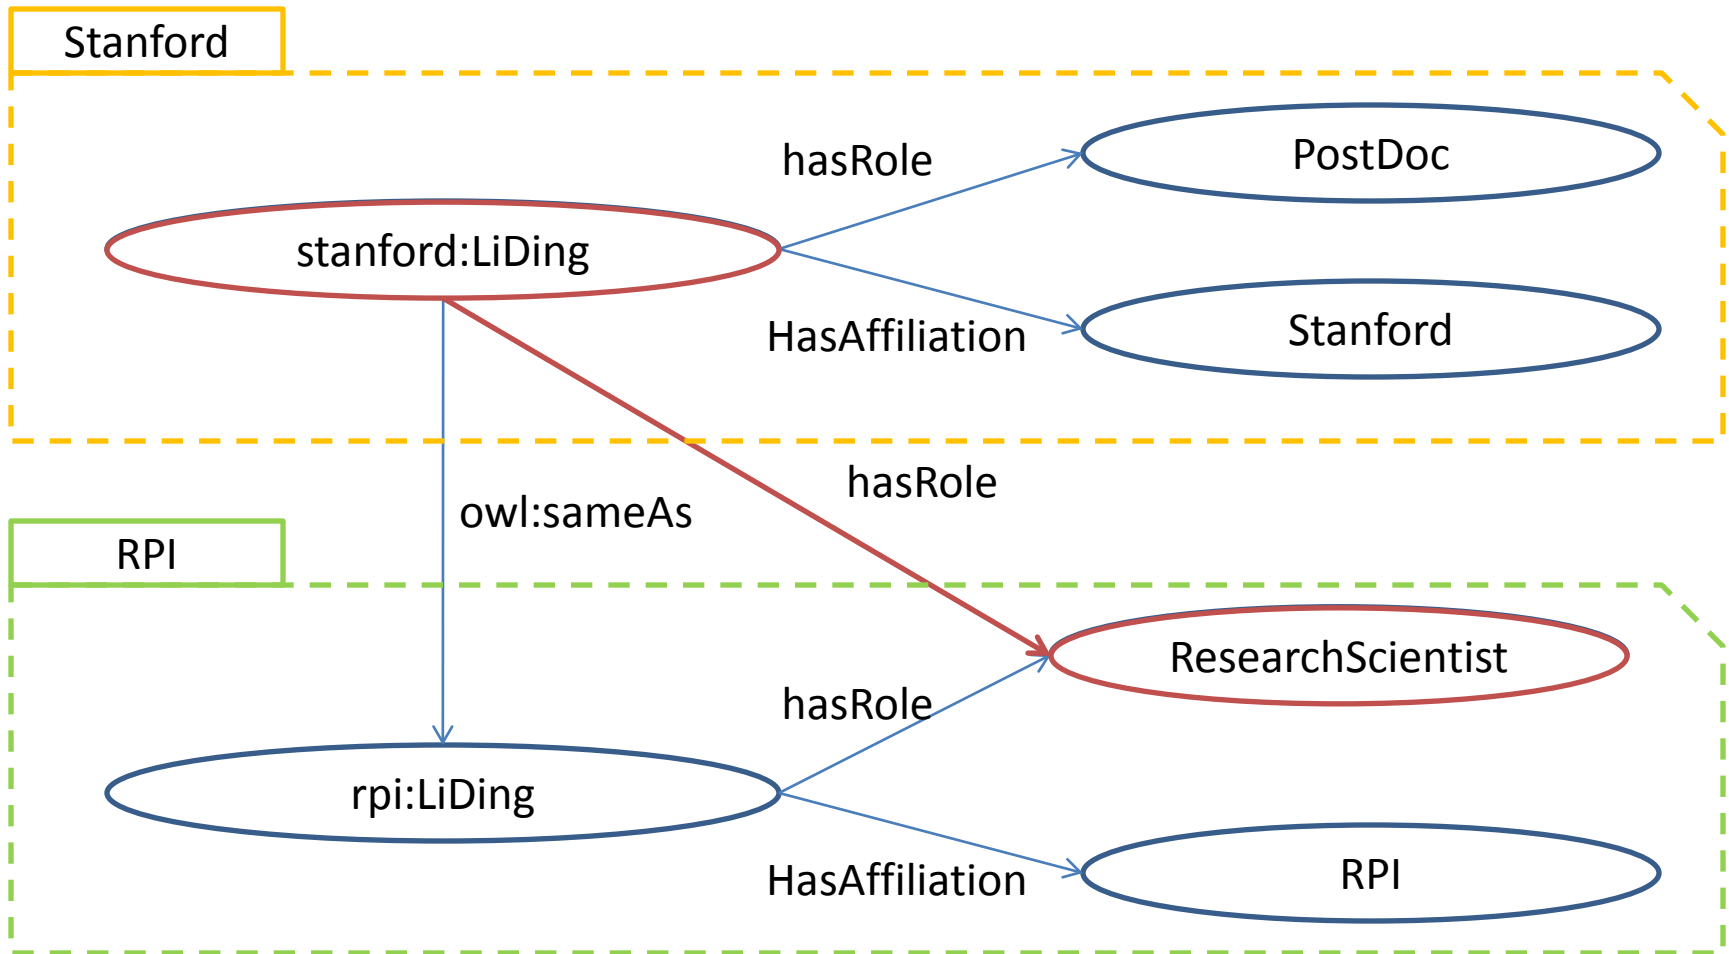 Stanford
hasRole
PostDoc
stanford:LiDing
HasAffiliation
Stanford
hasRole
owl:sameAs
RPI
ResearchScientist
hasRole
rpi:LiDing
HasAffiliation
RPI